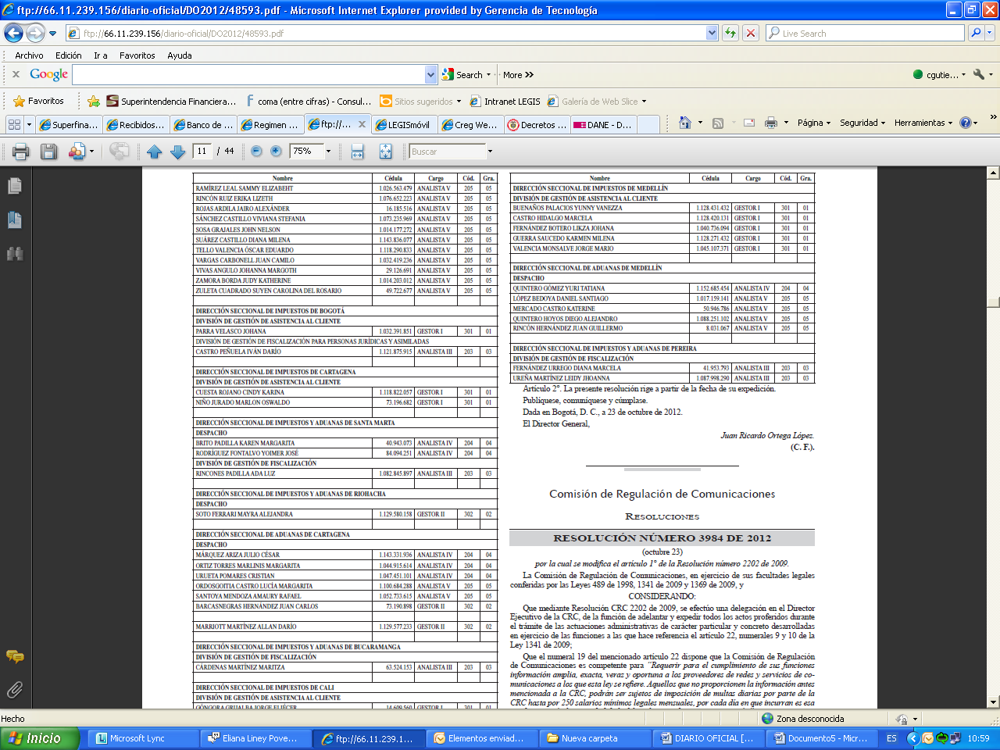 ftp://66.11.239.156/diario-oficial/DO2012/48593.pdf - Microsoft Internet Explorer provided by Gerencia de Tecnología
ftp://66.11.239.156/diario-oficial/DO2012/48593.pdf
Live Search
Archivo Edición Ir a Favoritos Ayuda
Google Search More cgutie...
Favoritos Superintendencia Financiera... coma (entre cifras) - Consul... Sitios sugeridos Intranet LEGIS Galería de Web Slice
Superfina... Recibidos... Banco de ... Regimen ... ftp://... LEGISmóvil Creg We... Decretos ... DANE - D... Página Seguridad Herramientas
11 / 44 75% Buscar
Nombre Cédula Cargo Cód. Gra.
RAMÍREZ LEAL SAMMY ELIZABEHT 1.026.563.479 ANALISTA V 205 05
RINCÓN RUIZ ERIKA LIZETH 1.076.652.223 ANALISTA V 205 05
ROJAS ARDILA JAIRO ALEXÁNDER 16.185.516 ANALISTA V 205 05
SÁNCHEZ CASTILLO VIVIANA STEFANIA 1.073.235.969 ANALISTA V 205 05
SOSA GRAJALES JOHN NELSON 1.014.177.272 ANALISTA V 205 05
SUÁREZ CASTILLO DIANA MILENA 1.143.836.077 ANALISTA V 205 05
TELLO VALENCIA ÓSCAR EDUARDO 1.118.290.833 ANALISTA V 205 05
VARGAS CARBONELL JUAN CAMILO 1.032.419.236 ANALISTA V 205 05
VIVAS ANGULO JOHANNA MARGOTH 29.126.691 ANALISTA V 205 05
ZAMORA BORDA JUDY KATHERINE 1.014.203.012 ANALISTA V 205 05
ZULETA CUADRADO SUYEN CAROLINA DEL ROSARIO 49.722.677 ANALISTA V 205 05
DIRECCIÓN SECCIONAL DE IMPUESTOS DE BOGOTÁ
DIVISIÓN DE GESTIÓN DE ASISTENCIA AL CLIENTE
PARRA VELASCO JOHANA 1.032.391.851 GESTOR I 301 01
DIVISIÓN DE GESTIÓN DE FISCALIZACIÓN PARA PERSONAS JURÍDICAS Y ASIMILADAS
CASTRO PEÑUELA IVÁN DARÍO 1.121.875.915 ANALISTA III 203 03
DIRECCIÓN SECCIONAL DE IMPUESTOS DE CARTAGENA
DIVISIÓN DE GESTIÓN DE ASISTENCIA AL CLIENTE
CUESTA ROJANO CINDY KARINA 1.118.822.057 GESTOR I 301 01
NIÑO JURADO MARLON OSWALDO 73.196.682 GESTOR I 301 01
DIRECCIÓN SECCIONAL DE IMPUESTOS Y ADUANAS DE SANTA MARTA
DESPACHO
BRITO PADILLA KAREN MARGARITA 40.943.073 ANALISTA IV 204 04
RODRÍGUEZ FONTALVO YOIMER JOSÉ 84.094.251 ANALISTA IV 204 04
DIVISIÓN DE GESTIÓN DE FISCALIZACIÓN
RINCONES PADILLA ADA LUZ 1.082.845.897 ANALISTA III 203 03
DIRECCIÓN SECCIONAL DE IMPUESTOS Y ADUANAS DE RIOHACHA
DESPACHO
SOTO FERRARI MAYRA ALEJANDRA 1.129.580.158 GESTOR II 302 02
DIRECCIÓN SECCIONAL DE ADUANAS DE CARTAGENA
DESPACHO
MÁRQUEZ ARIZA JULIO CÉSAR 1.143.331.936 ANALISTA IV 204 04
ORTIZ TORRES MARLINIS MARGARITA 1.044.915.614 ANALISTA IV 204 04
URUETA POMARES CRISTIAN 1.047.451.101 ANALISTA IV 204 04
ORDOSGOITIA CASTRO LUCÍA MARGARITA 1.100.684.288 ANALISTA V 205 05
SANTOYA MENDOZA AMAURY RAFAEL 1.052.733.615 ANALISTA V 205 05
BARCASNEGRAS HERNÁNDEZ JUAN CARLOS 73.190.898 GESTOR II 302 02
MARRIOTT MARTÍNEZ ALLAN DARÍO 1.129.577.233 GESTOR II 302 02
DIRECCIÓN SECCIONAL DE IMPUESTOS Y ADUANAS DE BUCARAMANGA
DIVISIÓN DE GESTIÓN DE FISCALIZACIÓN
CÁRDENAS MARTÍNEZ MARITZA 63.524.153 ANALISTA III 203 03
DIRECCIÓN SECCIONAL DE IMPUESTOS DE CALI
DIVISIÓN DE GESTIÓN DE ASISTENCIA AL CLIENTE
GÓNGORA GRIJALBA JORGE ELIÉCER 14.609.560 GESTOR I 301 01
Nombre Cédula Cargo Cód. Gra.
DIRECCIÓN SECCIONAL DE IMPUESTOS DE MEDELLÍN
DIVISIÓN DE GESTIÓN DE ASISTENCIA AL CLIENTE
BUENAÑOS PALACIOS YUNNY VANEZZA 1.128.431.432 GESTOR I 301 01
CASTRO HIDALGO MARCELA 1.128.420.131 GESTOR I 301 01
FERNÁNDEZ BOTERO LIKZA JOHANA 1.040.736.094 GESTOR I 301 01
GUERRA SAUCEDO KARMEN MILENA 1.128.271.432 GESTOR I 301 01
VALENCIA MONSALVE JORGE MARIO 1.045.107.371 GESTOR I 301 01
DIRECCIÓN SECCIONAL DE ADUANAS DE MEDELLÍN
DESPACHO
QUINTERO GÓMEZ YURI TATIANA 1.152.685.454 ANALISTA IV 204 04
LÓPEZ BEDOYA DANIEL SANTIAGO 1.017.159.141 ANALISTA V 205 05
MERCADO CASTRO KATERINE 50.946.786 ANALISTA V 205 05
QUINTERO HOYOS DIEGO ALEJANDRO 1.088.251.102 ANALISTA V 205 05
RINCÓN HERNÁNDEZ JUAN GUILLERMO 8.031.067 ANALISTA V 205 05
DIRECCIÓN SECCIONAL DE IMPUESTOS Y ADUANAS DE PEREIRA
DIVISIÓN DE GESTIÓN DE FISCALIZACIÓN
FERNÁNDEZ URREGO DIANA MARCELA 41.953.793 ANALISTA III 203 03
UREÑA MARTÍNEZ LEIDY JHOANNA 1.087.998.290 ANALISTA III 203 03
Artículo 2°. La presente resolución rige a partir de la fecha de su expedición.
Publíquese, comuníquese y cúmplase.
Dada en Bogotá, D. C., a 23 de octubre de 2012.
El Director General,
Juan Ricardo Ortega López.
(C. F.).
Comisión de Regulación de Comunicaciones
RESOLUCIONES
RESOLUCIÓN NÚMERO 3984 DE 2012
(octubre 23)
por la cual se modifica el artículo 1° de la Resolución número 2202 de 2009.
La Comisión de Regulación de Comunicaciones, en ejercicio de sus facultades legales
conferidas por las Leyes 489 de 1998, 1341 de 2009 y 1369 de 2009, y
CONSIDERANDO:
Que mediante Resolución CRC 2202 de 2009, se efectúo una delegación en el Director
Ejecutivo de la CRC, de la función de adelantar y expedir todos los actos proferidos durante
el trámite de las actuaciones administrativas de carácter particular y concreto desarrolladas
en ejercicio de las funciones a las que hace referencia el artículo 22, numerales 9 y 10 de la
Ley 1341 de 2009;
Que el numeral 19 del mencionado artículo 22 dispone que la Comisión de Regulación
de Comunicaciones es competente para "Requerir para el cumplimiento de sus funciones
información amplia, exacta, veraz y oportuna a los proveedores de redes y servicios de co-
municaciones a los que esta ley se refiere. Aquellos que no proporcionen la información antes
mencionada a la CRC, podrán ser sujetos de imposición de multas diarias por parte de la
CRC hasta por 250 salarios mínimos legales mensuales, por cada día en que incurran es esa
Hecho Zona desconocida
Inicio Microsoft Lync Eliana Liney Pove... ftp://66.11.239.1... Elementos enviad... Nueva carpeta DIARIO OFICIAL [... Documento5 - Micr... ES 10:59